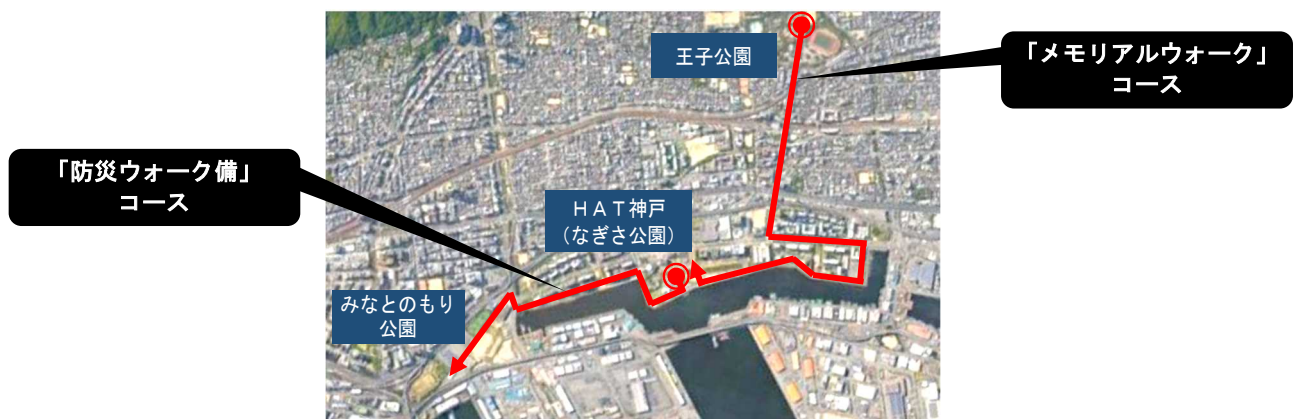 王子公園
「メモリアルウォーク」
コース
「防災ウォーク備」
コース
ＨＡＴ神戸
（なぎさ公園）
みなとのもり
公園